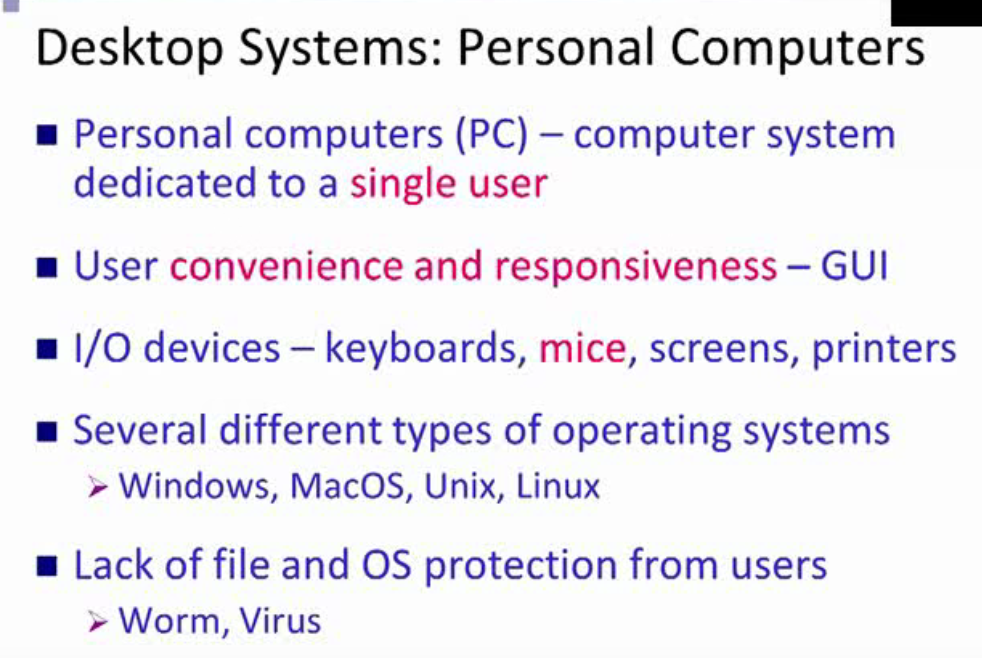 Desktop Systems: Personal Computers
Personal computers (PC) – computer system
dedicated to a single user
User convenience and responsiveness – GUI
I/O devices – keyboards, mice, screens, printers
Several different types of operating systems
Windows, MacOS, Unix, Linux
Lack of file and OS protection from users
Worm, Virus